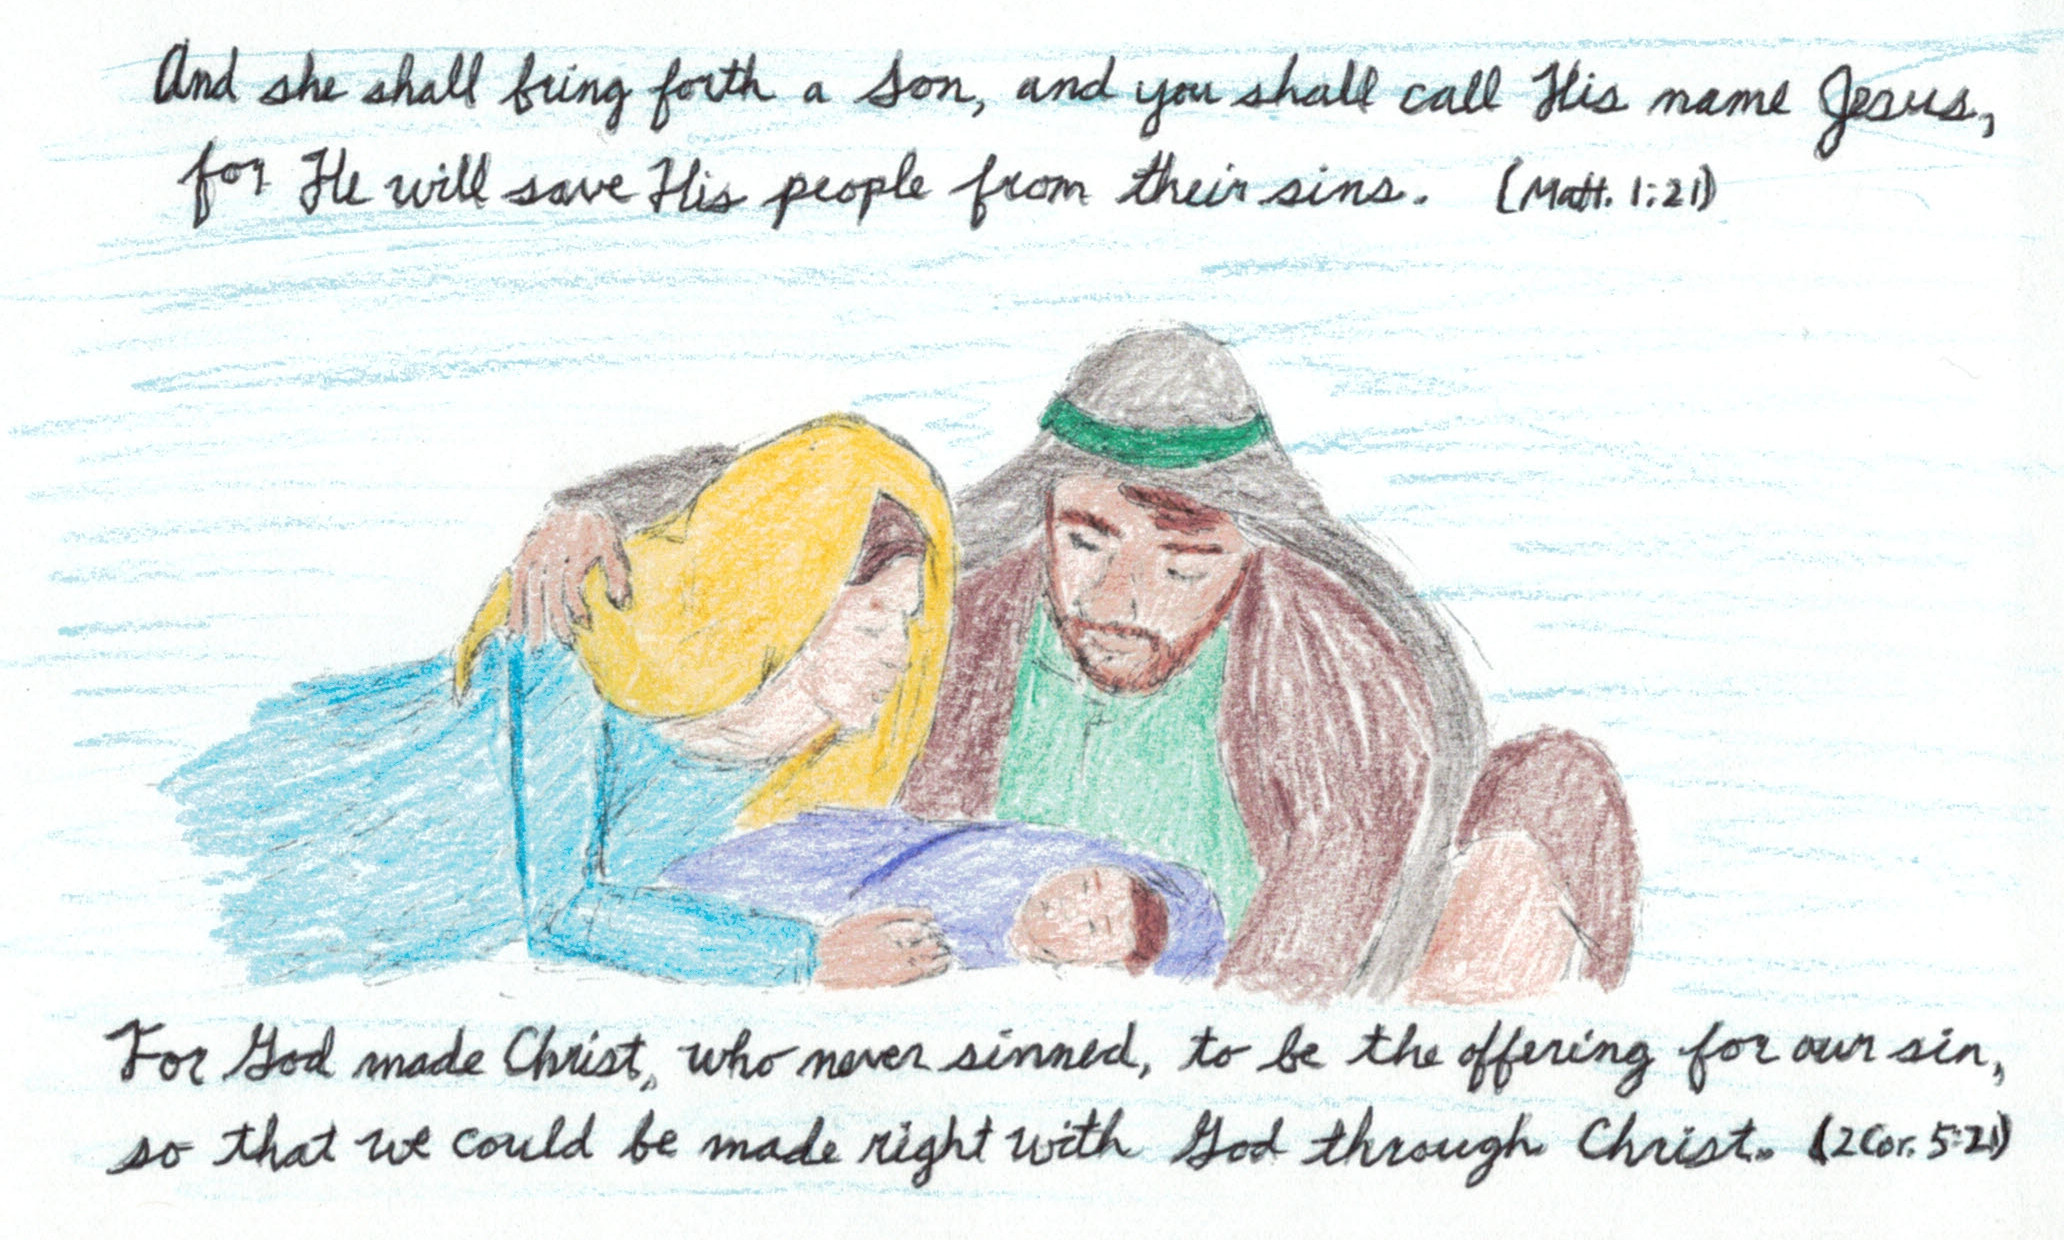 And she shall bring forth a Son, and you shall call His name Jesus,
for He will save His people from their sins. (Matt. 1:21)
For God made Christ, who never sinned, to be the offering for our sin,
so that we could be made right with God through Christ. (2 Cor. 5:21)